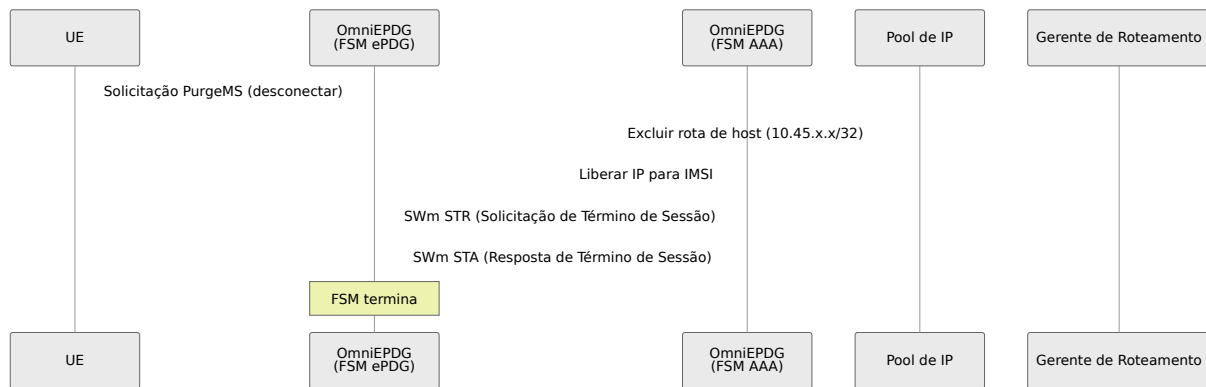 UE
OmniEPDG
(FSM ePDG)
OmniEPDG
(FSM AAA)
Pool de IP
Gerente de Roteamento
Solicitação PurgeMS (desconectar)
Excluir rota de host (10.45.x.x/32)
Liberar IP para IMSI
SWm STR (Solicitação de Término de Sessão)
SWm STA (Resposta de Término de Sessão)
FSM termina
UE
OmniEPDG
(FSM ePDG)
OmniEPDG
(FSM AAA)
Pool de IP
Gerente de Roteamento